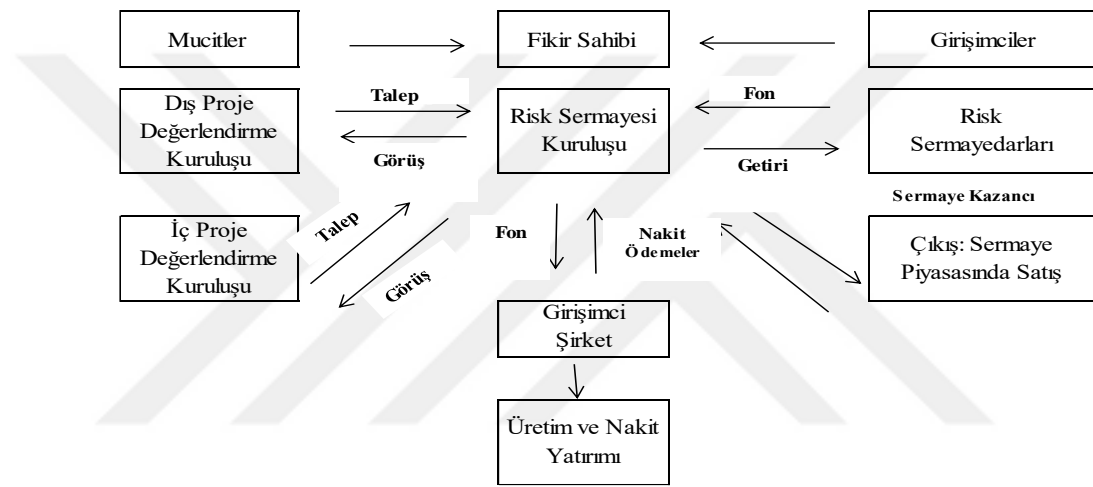 Mucitler
Fikir Sahibi
Girişimciler
Dış Proje
Değerlendirme
Kuruluşu
Talep
Görüş
Risk Sermayesi
Kuruluşu
Fon
Getiri
Risk
Sermayedarları
Sermaye Kazancı
İç Proje
Değerlendirme
Kuruluşu
Talep
Görüş
Fon
Nakit
Ödemeler
Çıkış: Sermaye
Piyasasında Satış
Girişimci
Şirket
Üretim ve Nakit
Yatırımı